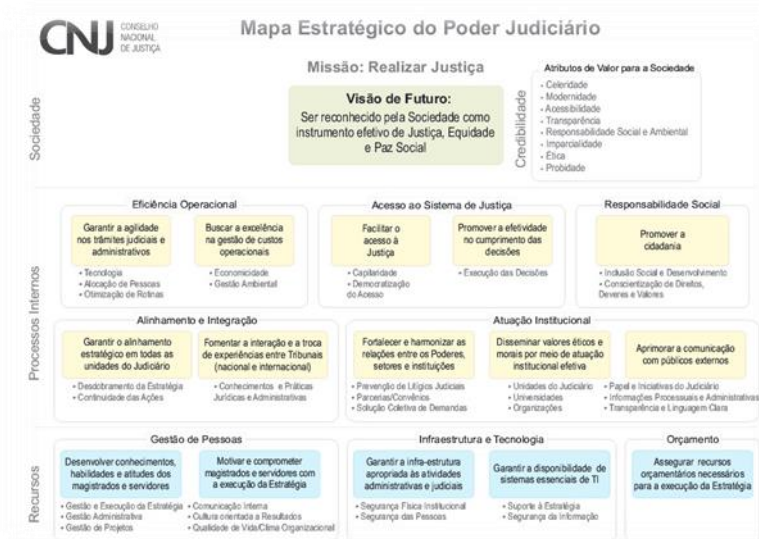 CNJ
CONSELHO
NACIONAL
DE JUSTIÇA
Mapa Estratégico do Poder Judiciário
Missão: Realizar Justiça
Sociedade
Visão de Futuro:
Ser reconhecido pela Sociedade como
instrumento efetivo de Justiça, Equidade
e Paz Social
Credibilidade
Atributos de Valor para a Sociedade
• Celeridade
• Modernidade
• Acessibilidade
• Transparência
• Responsabilidade Social e Ambiental
• Imparcialidade
• Ética
• Probidade
Processos Internos
Eficiência Operacional
Garantir a agilidade
nos trâmites judiciais e
administrativos
• Tecnologia
• Alocação de Pessoas
• Otimização de Rotinas
Buscar a excelência
na gestão de custos
operacionais
• Economicidade
• Gestão Ambiental
Acesso ao Sistema de Justiça
Facilitar o
acesso à
Justiça
• Capilaridade
• Democratização
do Acesso
Promover a efetividade
no cumprimento das
decisões
• Execução das Decisões
Responsabilidade Social
Promover a
cidadania
• Inclusão Social e Desenvolvimento
• Conscientização de Direitos,
Deveres e Valores
Alinhamento e Integração
Garantir o alinhamento
estratégico em todas as
unidades do Judiciário
• Desdobramento da Estratégia
• Continuidade das Ações
Fomentar a interação e a troca
de experiências entre Tribunais
(nacional e internacional)
• Conhecimentos e Práticas
Jurídicas e Administrativas
Atuação Institucional
Fortalecer e harmonizar as
relações entre os Poderes,
setores e instituições
• Prevenção de Litígios Judiciais
• Parcerias/Convênios
• Solução Coletiva de Demandas
Disseminar valores éticos e
morais por meio de atuação
institucional efetiva
• Unidades do Judiciário
• Universidades
• Organizações
Aprimorar a comunicação
com públicos externos
• Papel e Iniciativas do Judiciário
• Informações Processuais e Administrativas
• Transparência e Linguagem Clara
Recursos
Gestão de Pessoas
Desenvolver conhecimentos,
habilidades e atitudes dos
magistrados e servidores
• Gestão e Execução da Estratégia
• Gestão Administrativa
• Gestão de Projetos
Motivar e comprometer
magistrados e servidores com
a execução da Estratégia
• Comunicação Interna
• Cultura orientada a Resultados
• Qualidade de Vida/Clima Organizacional
Infraestrutura e Tecnologia
Garantir a infra-estrutura
apropriada às atividades
administrativas e judiciais
• Segurança Física Institucional
• Segurança das Pessoas
Garantir a disponibilidade de
sistemas essenciais de TI
• Suporte à Estratégia
• Segurança da Informação
Orçamento
Assegurar recursos
orçamentários necessários
para a execução da Estratégia